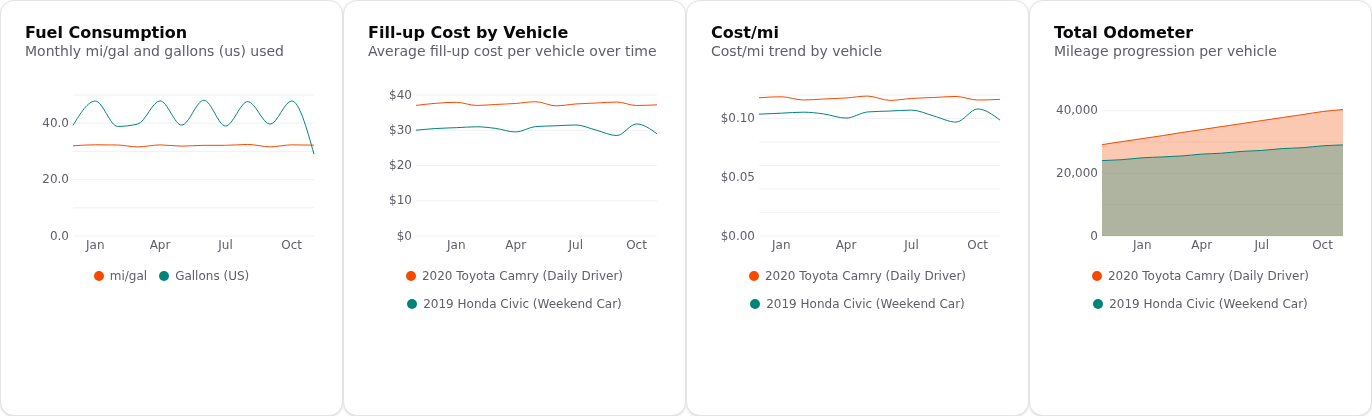 Fuel Consumption
Monthly mi/gal and gallons (us) used
40.0
20.0
0.0
Jan Apr Jul Oct
mi/gal Gallons (US)
Fill-up Cost by Vehicle
Average fill-up cost per vehicle over time
$40
$30
$20
$10
$0
Jan Apr Jul Oct
2020 Toyota Camry (Daily Driver)
2019 Honda Civic (Weekend Car)
Cost/mi
Cost/mi trend by vehicle
$0.10
$0.05
$0.00
Jan Apr Jul Oct
2020 Toyota Camry (Daily Driver)
2019 Honda Civic (Weekend Car)
Total Odometer
Mileage progression per vehicle
40,000
20,000
0
Jan Apr Jul Oct
2020 Toyota Camry (Daily Driver)
2019 Honda Civic (Weekend Car)